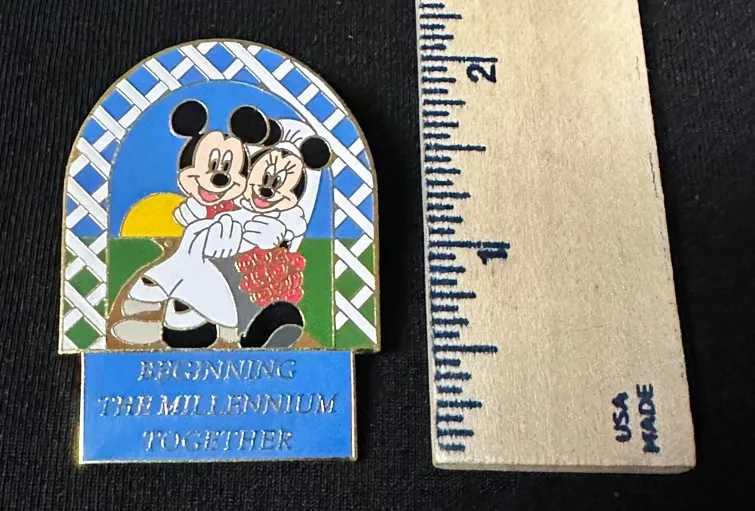 BEGINNING
THE MILLENNIUM
TOGETHER
2
1
USA
MADE